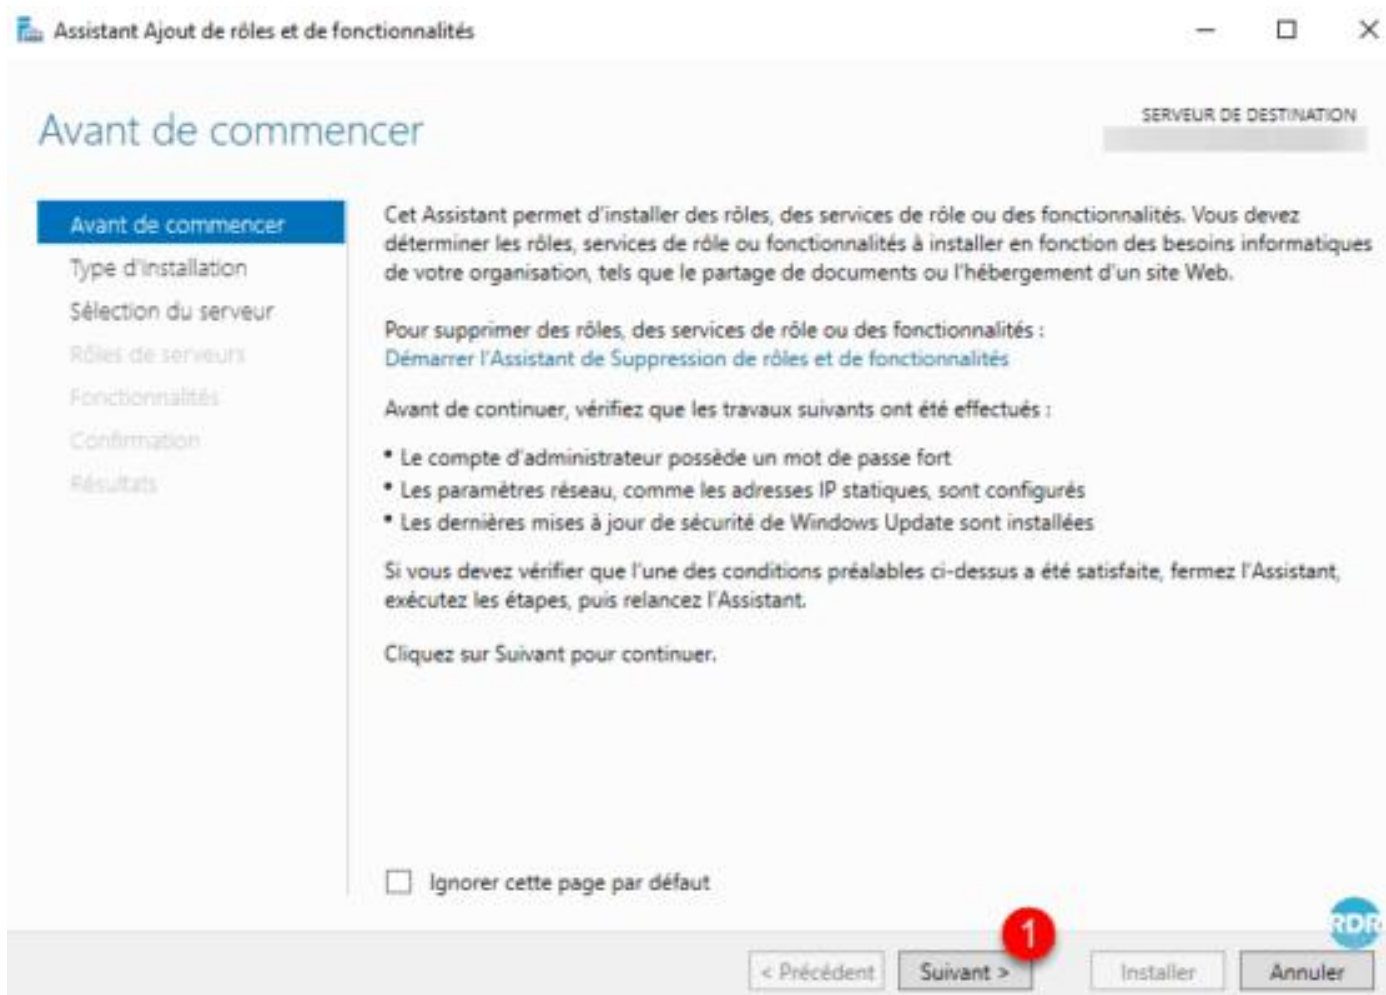 Assistant Ajout de rôles et de fonctionnalités
Avant de commencer
SERVEUR DE DESTINATION
Avant de commencer
Type d'installation
Sélection du serveur
Rôles de serveurs
Fonctionnalités
Confirmation
Résultats
Cet Assistant permet d'installer des rôles, des services de rôle ou des fonctionnalités. Vous devez
déterminer les rôles, services de rôle ou fonctionnalités à installer en fonction des besoins informatiques
de votre organisation, tels que le partage de documents ou l'hébergement d'un site Web.
Pour supprimer des rôles, des services de rôle ou des fonctionnalités :
Démarrer l'Assistant de Suppression de rôles et de fonctionnalités
Avant de continuer, vérifiez que les travaux suivants ont été effectués :
• Le compte d'administrateur possède un mot de passe fort
• Les paramètres réseau, comme les adresses IP statiques, sont configurés
• Les dernières mises à jour de sécurité de Windows Update sont installées
Si vous devez vérifier que l'une des conditions préalables ci-dessus a été satisfaite, fermez l'Assistant,
exécutez les étapes, puis relancez l'Assistant.
Cliquez sur Suivant pour continuer.
Ignorer cette page par défaut
1
RDR
< Précédent
Suivant >
Installer
Annuler